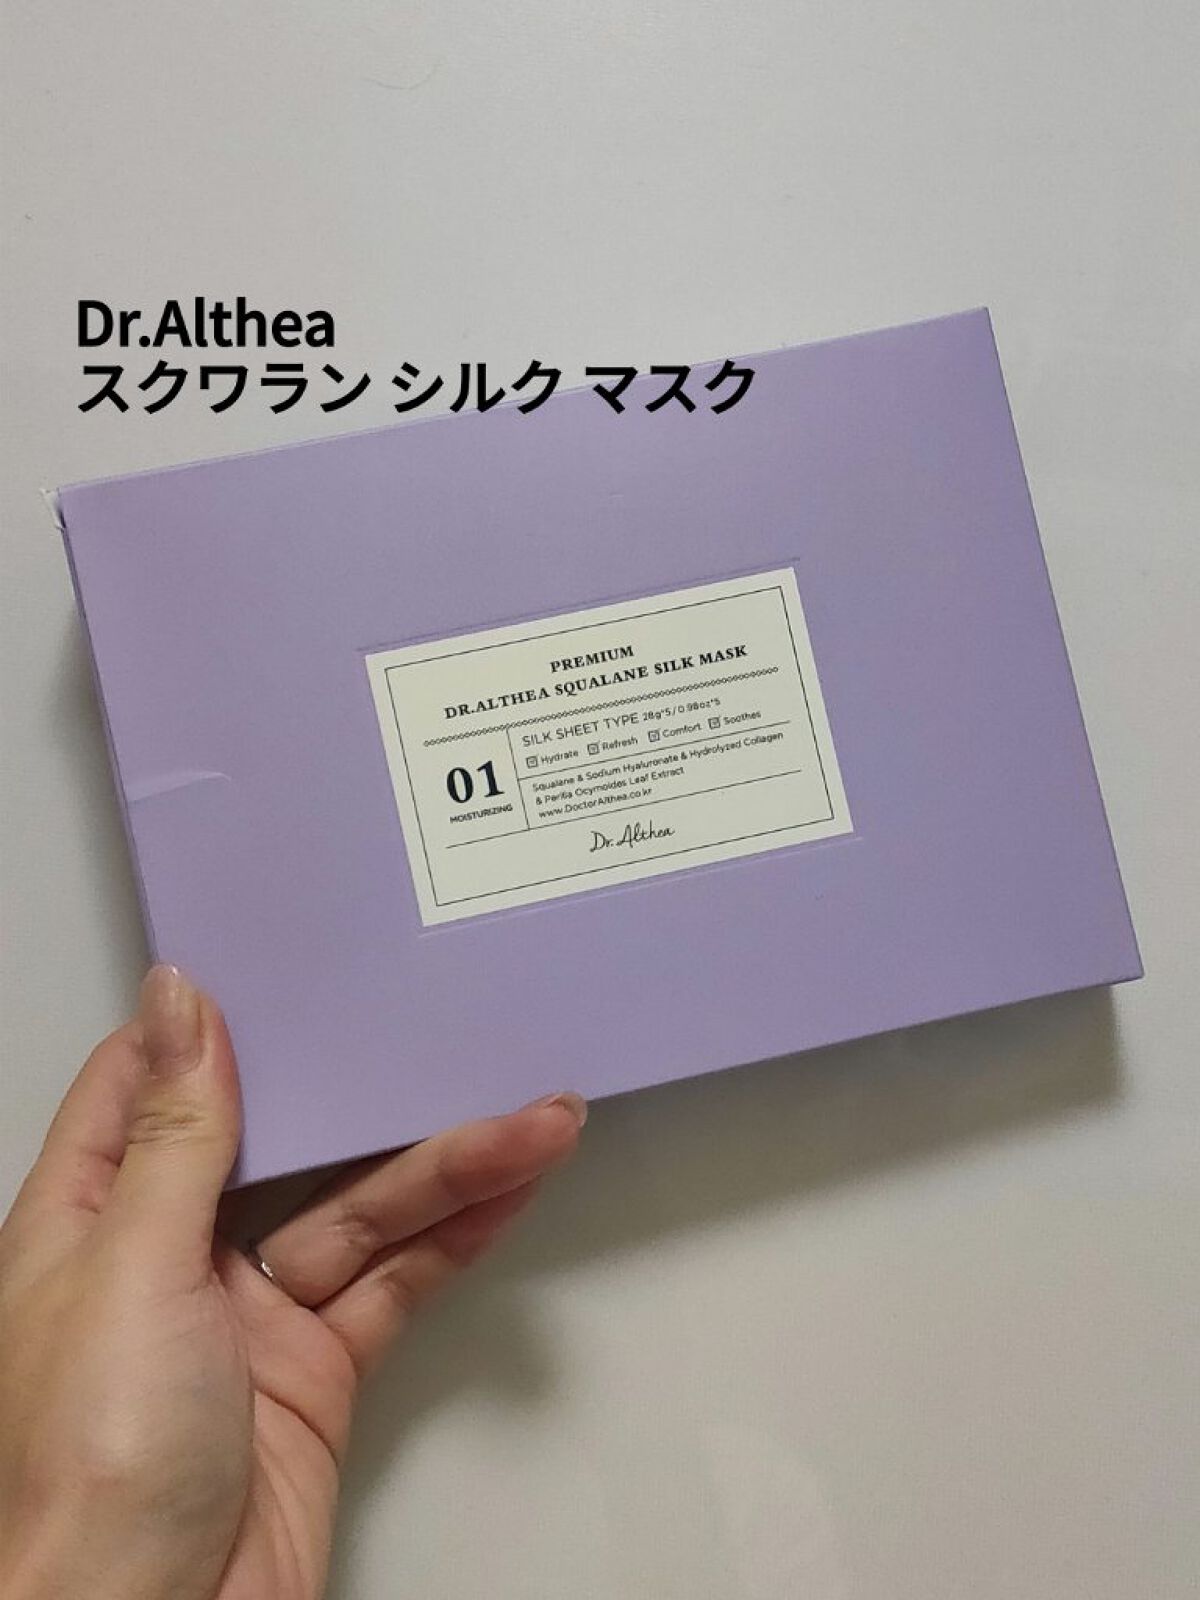 Dr.Althea
スクワラン シルク マスク
PREMIUM
DR.ALTHEA SQUALANE SILK MASK
SILK SHEET TYPE 28g*5/0.98oz*5
Hydrate Refresh Comfort Soothes
01
MOISTURIZING
Squalane & Sodium Hyaluronate & Hydrolyzed Collagen
& Perilla Ocymoides Leaf Extract
www.DoctorAlthea.co.kr
Dr. Althea